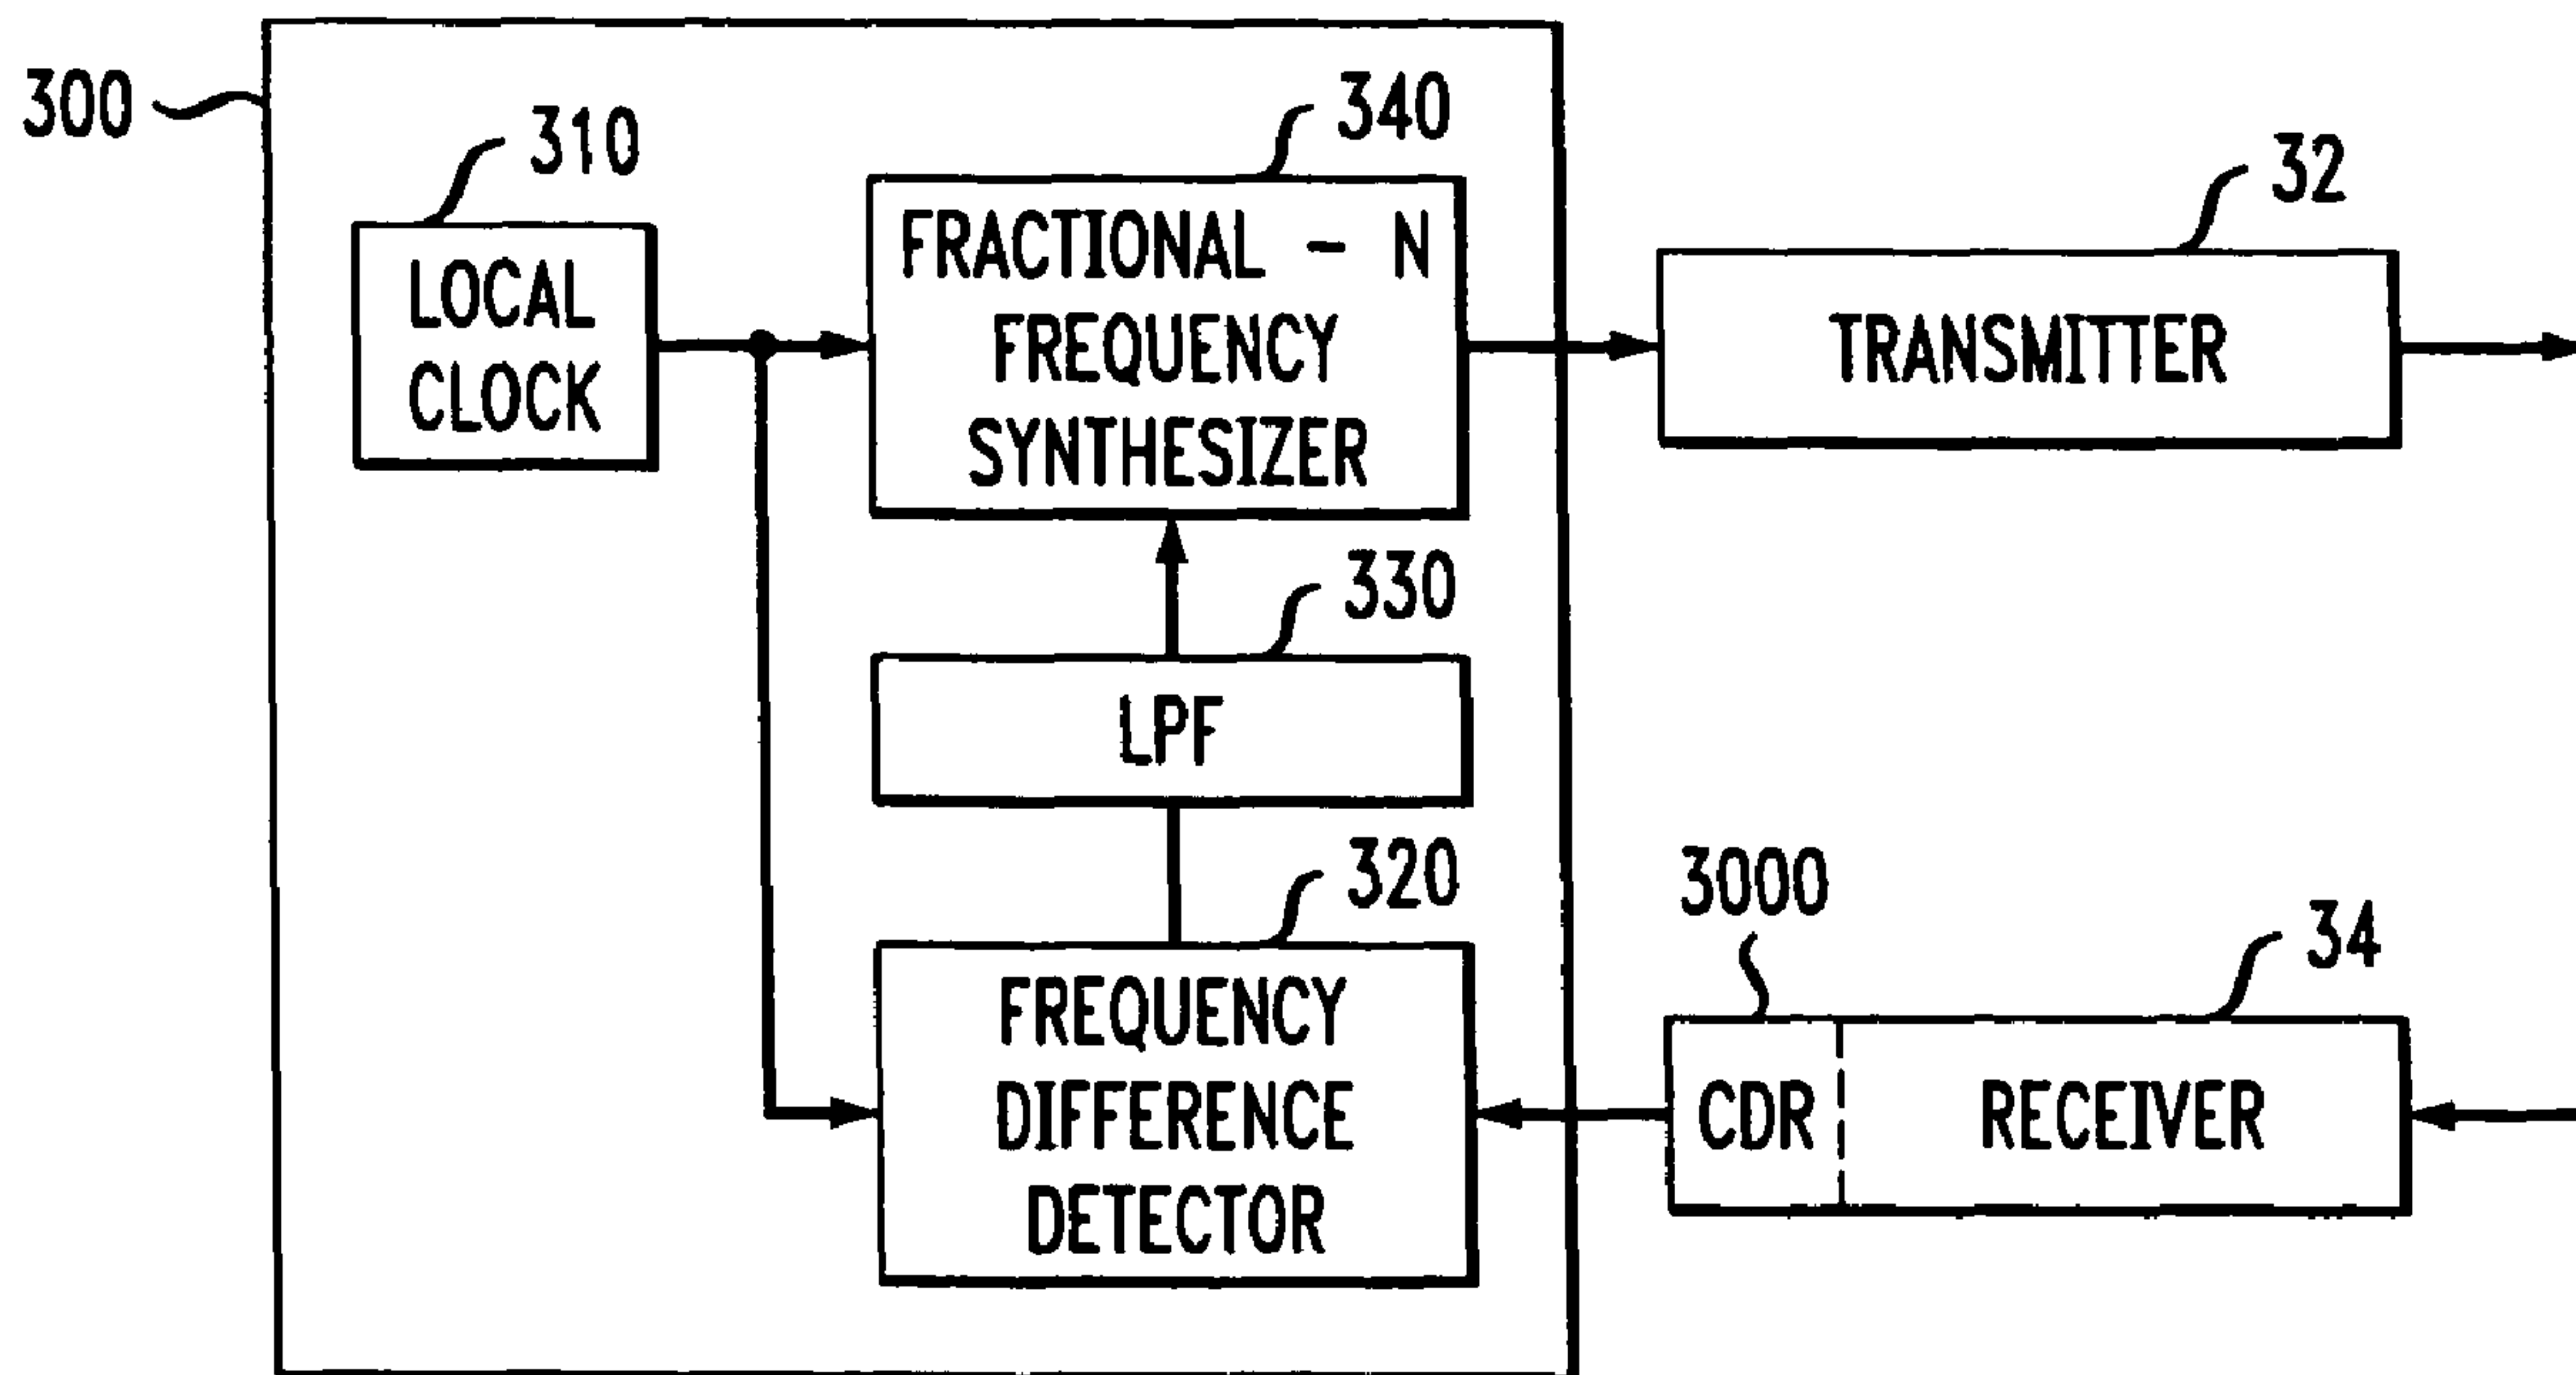 300
310
LOCAL
CLOCK
340
FRACTIONAL - N
FREQUENCY
SYNTHESIZER
32
TRANSMITTER
330
LPF
320
FREQUENCY
DIFFERENCE
DETECTOR
3000
CDR
34
RECEIVER